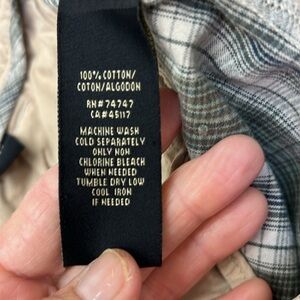 100% COTTON/
COTON/ALGODON
RN#74747
CA#45117
MACHINE WASH
COLD SEPARATELY
ONLY NON
CHLORINE BLEACH
WHEN NEEDED
TUMBLE DRY LOW
COOL IRON
IF NEEDED